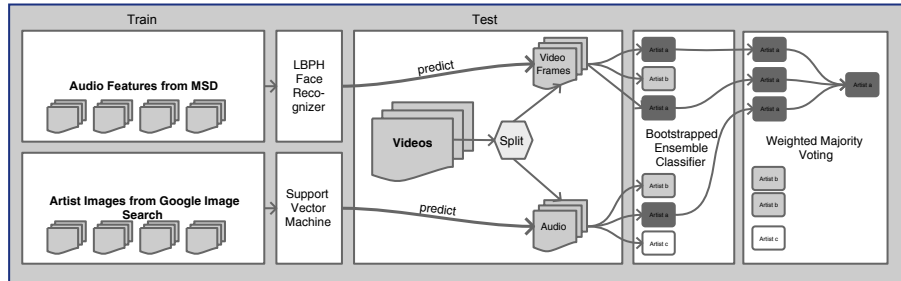 Train
Test
Audio Features from MSD
LBPH
Face
Reco-
gnizer
predict
Video
Frames
Videos
Split
Artist Images from Google Image
Search
Support
Vector
Machine
predict
Audio
Artist a
Artist b
Artist a
Bootstrapped
Ensemble
Classifier
Artist b
Artist a
Artist c
Artist a
Artist a
Artist a
Artist a
Weighted Majority
Voting
Artist b
Artist b
Artist c